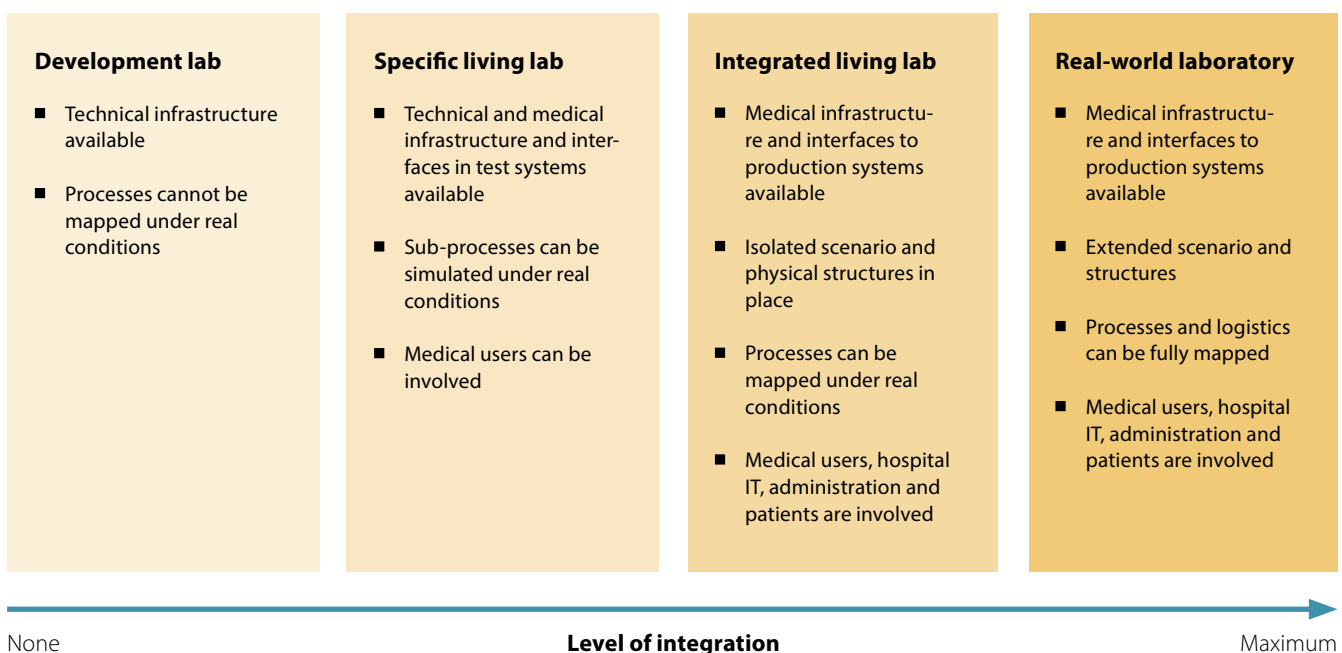 Development lab
■ Technical infrastructure
available
■ Processes cannot be
mapped under real
conditions
Specific living lab
■ Technical and medical
infrastructure and inter-
faces in test systems
available
■ Sub-processes can be
simulated under real
conditions
■ Medical users can be
involved
Integrated living lab
■ Medical infrastructu-
re and interfaces to
production systems
available
■ Isolated scenario and
physical structures in
place
■ Processes can be
mapped under real
conditions
■ Medical users, hospital
IT, administration and
patients are involved
Real-world laboratory
■ Medical infrastructu-
re and interfaces to
production systems
available
■ Extended scenario and
structures
■ Processes and logistics
can be fully mapped
■ Medical users, hospital
IT, administration and
patients are involved
None Level of integration Maximum